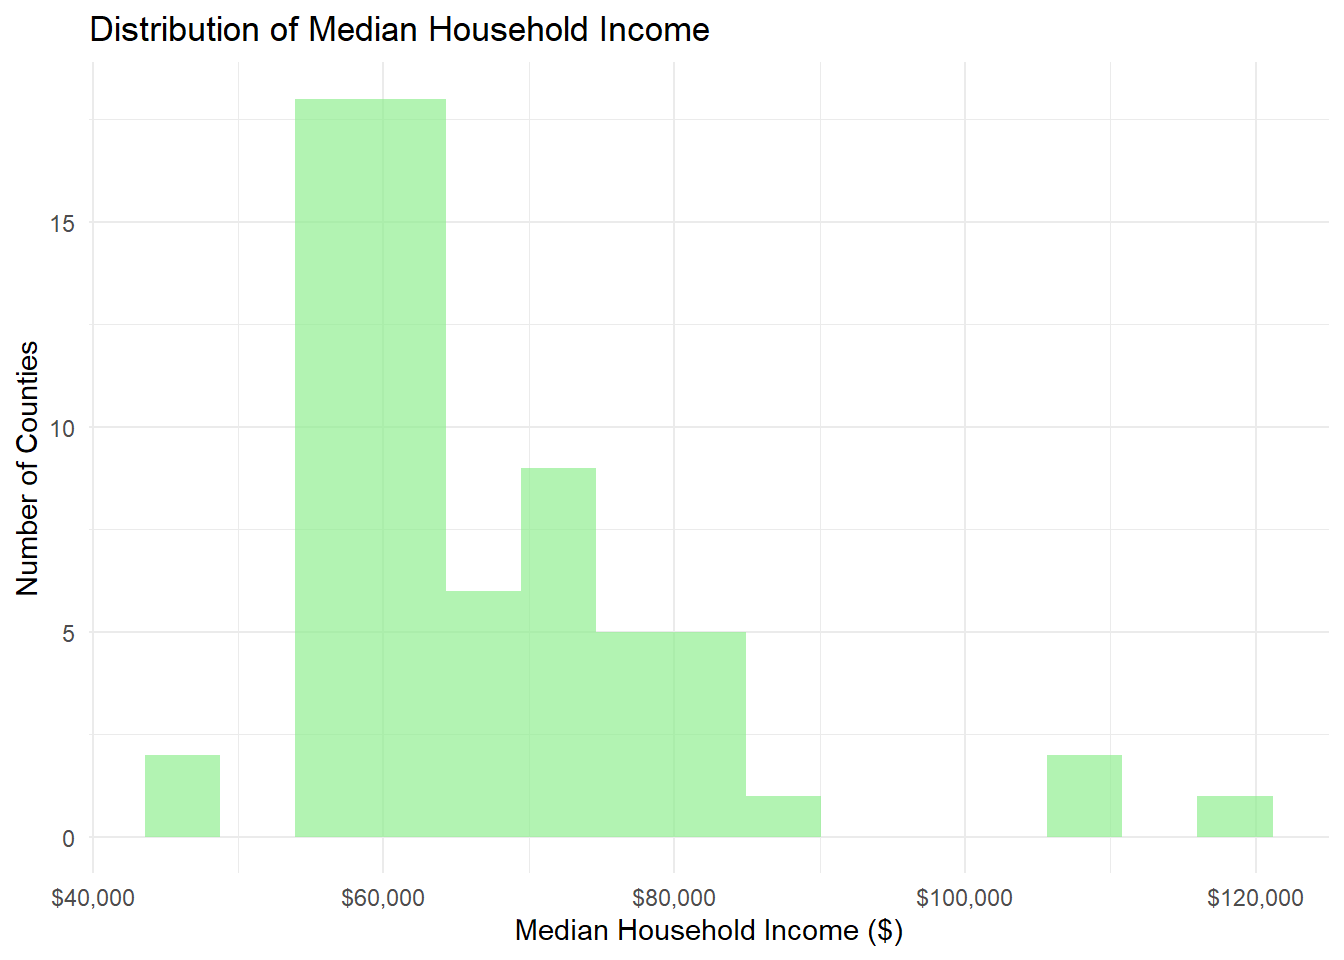 Distribution of Median Household Income
Number of Counties
15
10
5
0
$40,000 $60,000 $80,000 $100,000 $120,000
Median Household Income ($)